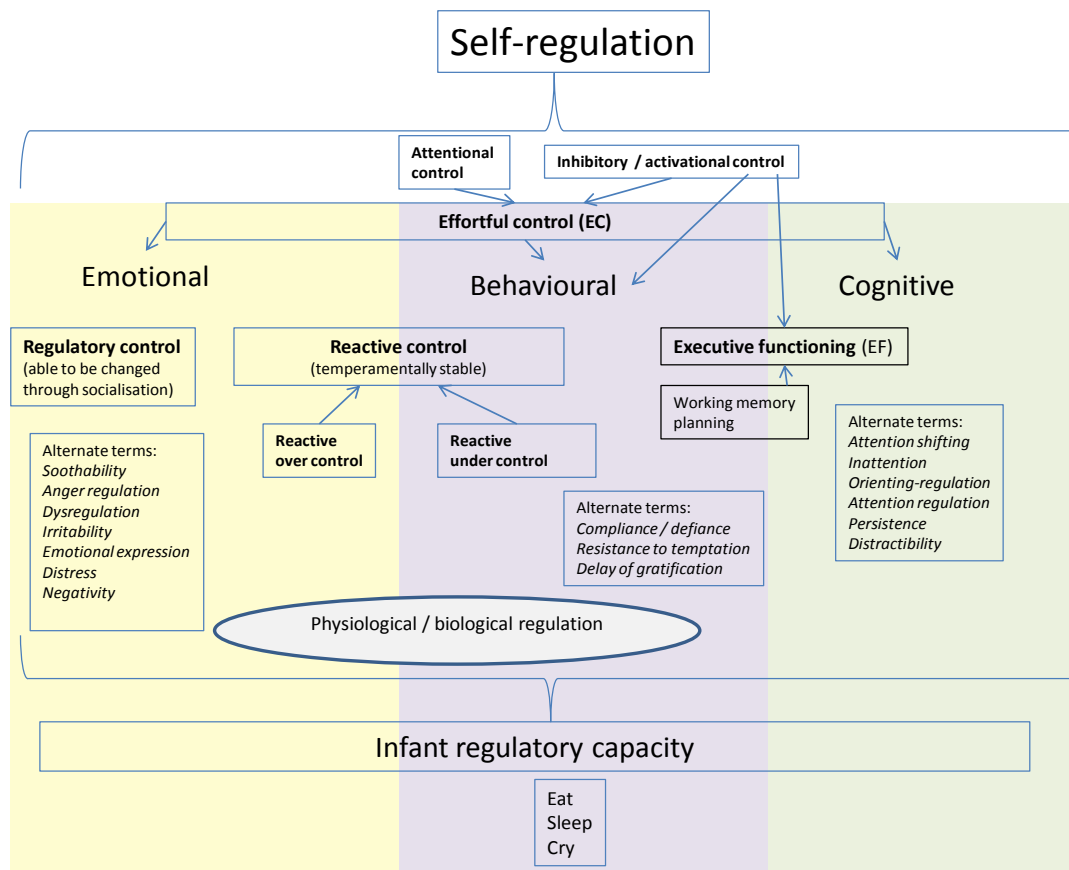 Self-regulation
Attentional
control
Inhibitory / activational control
Effortful control (EC)
Emotional
Behavioural
Cognitive
Regulatory control
(able to be changed
through socialisation)
Reactive control
(temperamentally stable)
Executive functioning (EF)
Reactive
over control
Reactive
under control
Working memory
planning
Alternate terms:
Soothability
Anger regulation
Dysregulation
Irritability
Emotional expression
Distress
Negativity
Alternate terms:
Compliance / defiance
Resistance to temptation
Delay of gratification
Alternate terms:
Attention shifting
Inattention
Orienting-regulation
Attention regulation
Persistence
Distractibility
Physiological / biological regulation
Infant regulatory capacity
Eat
Sleep
Cry